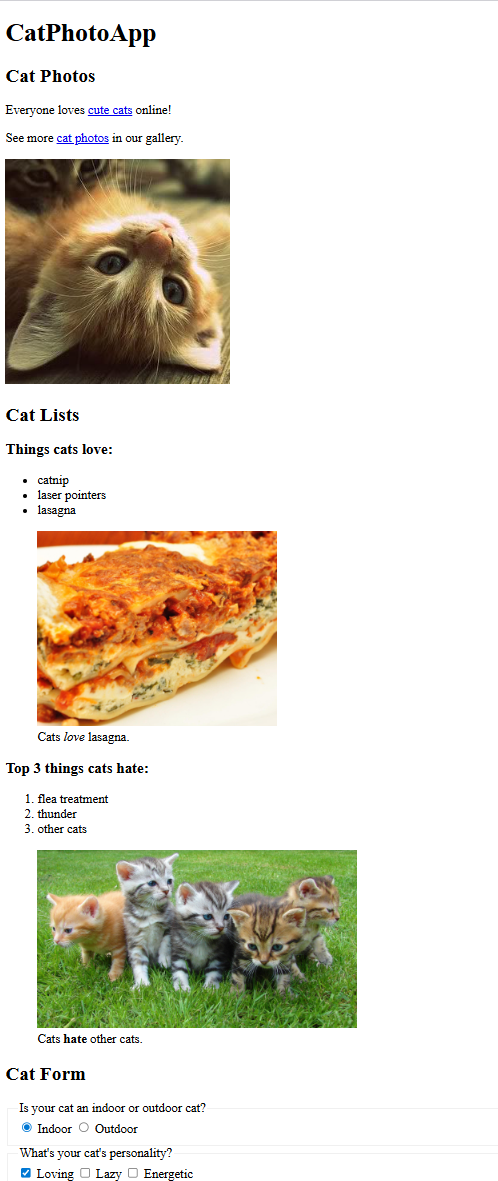 CatPhotoApp
Cat Photos
Everyone loves cute cats online!
See more cat photos in our gallery.
Cat Lists
Things cats love:
catnip
laser pointers
lasagna
Cats love lasagna.
Top 3 things cats hate:
1. flea treatment
2. thunder
3. other cats
Cats hate other cats.
Cat Form
Is your cat an indoor or outdoor cat?
Indoor Outdoor
What's your cat's personality?
Loving Lazy Energetic